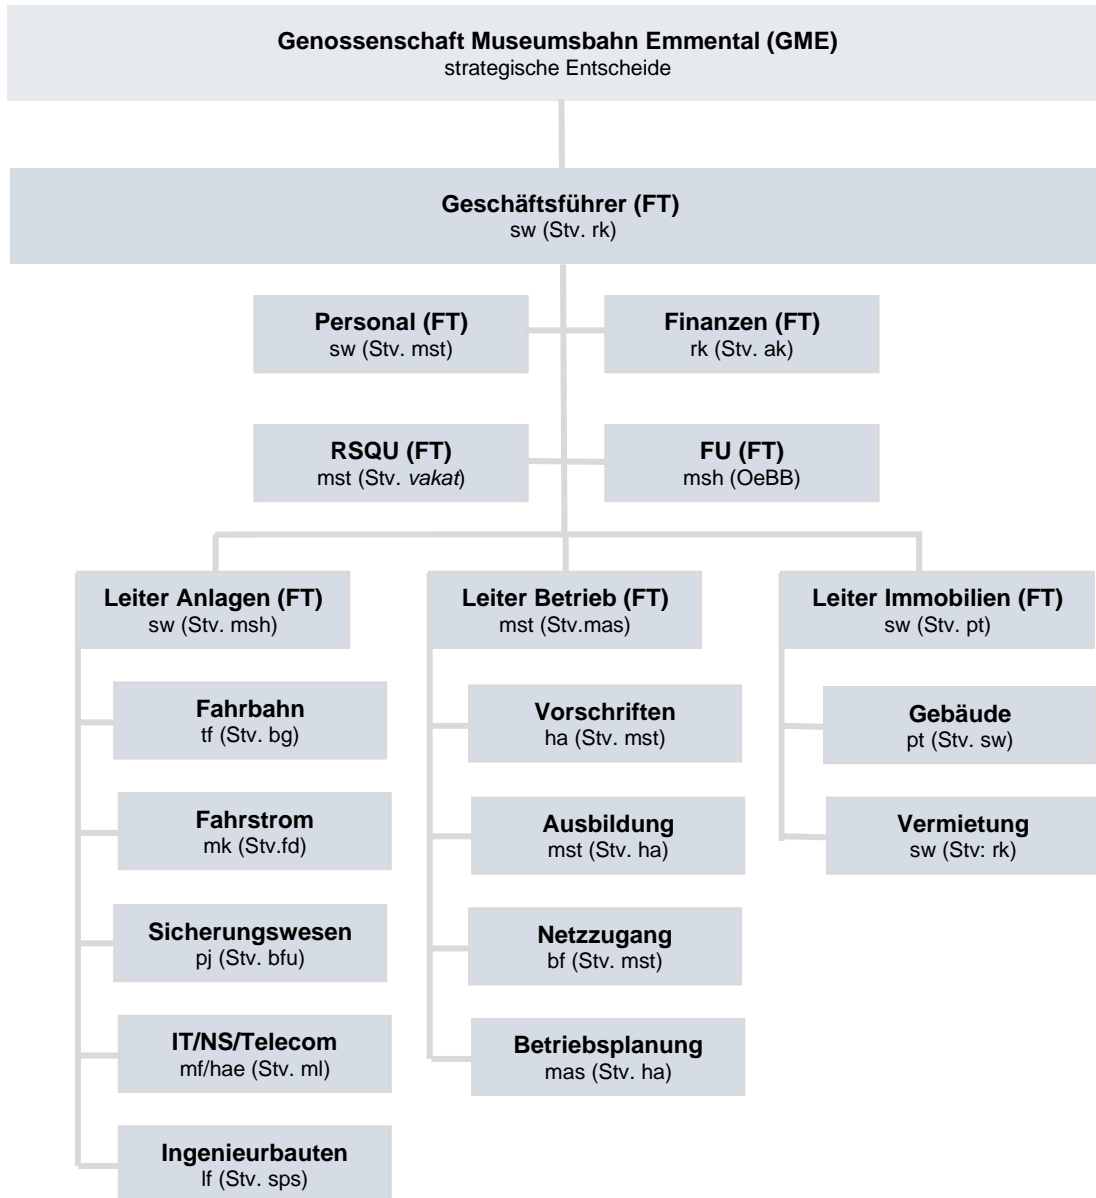 Genossenschaft Museumsbahn Emmental (GME)
strategische Entscheide
Geschäftsführer (FT)
sw (Stv. rk)
Personal (FT)
sw (Stv. mst)
Finanzen (FT)
rk (Stv. ak)
RSQU (FT)
mst (Stv. vakat)
FU (FT)
msh (OeBB)
Leiter Anlagen (FT)
sw (Stv. msh)
Leiter Betrieb (FT)
mst (Stv.mas)
Leiter Immobilien (FT)
sw (Stv. pt)
Fahrbahn
tf (Stv. bg)
Fahrstrom
mk (Stv.fd)
Sicherungswesen
pj (Stv. bfu)
IT/NS/Telecom
mf/hae (Stv. ml)
Ingenieurbauten
lf (Stv. sps)
Vorschriften
ha (Stv. mst)
Ausbildung
mst (Stv. ha)
Netzzugang
bf (Stv. mst)
Betriebsplanung
mas (Stv. ha)
Gebäude
pt (Stv. sw)
Vermietung
sw (Stv: rk)